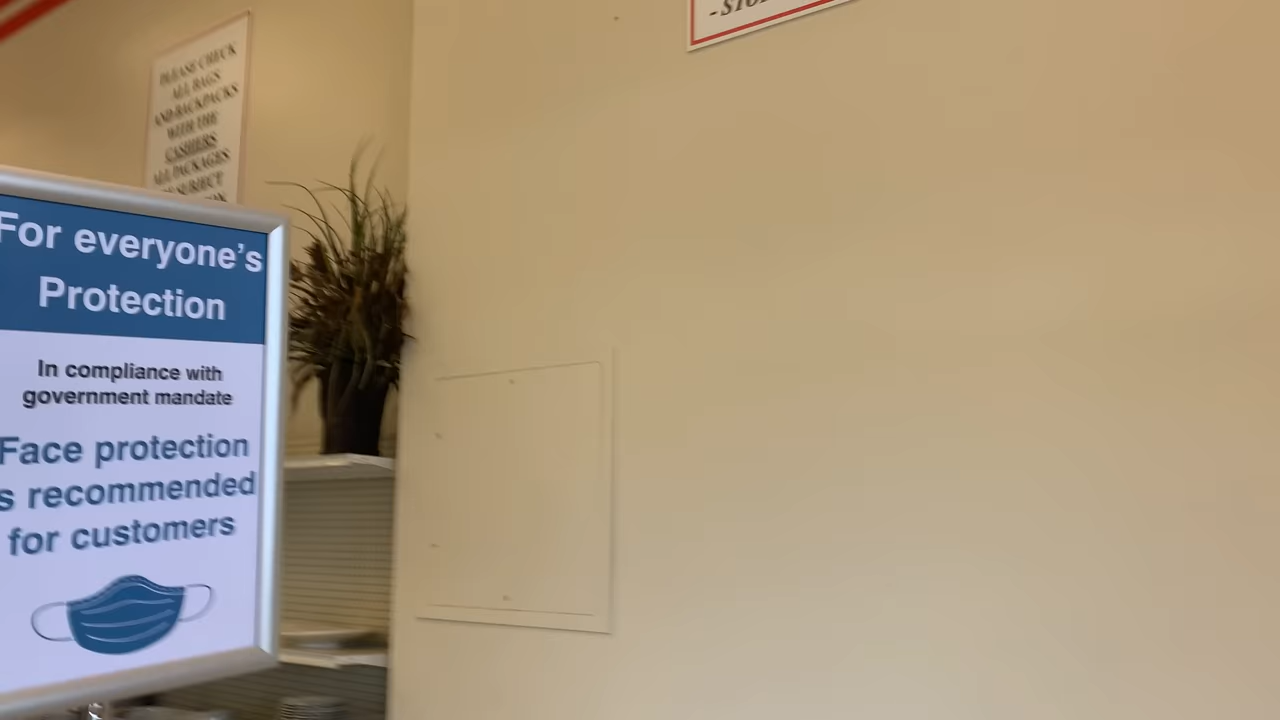 PLEASE CHECK
ALL BAGS
AND BACKPACKS
WITH THE
CASHIERS
ALL PACKAGES
SUBJECT
For everyone's
Protection
In compliance with
government mandate
Face protection
s recommended
for customers